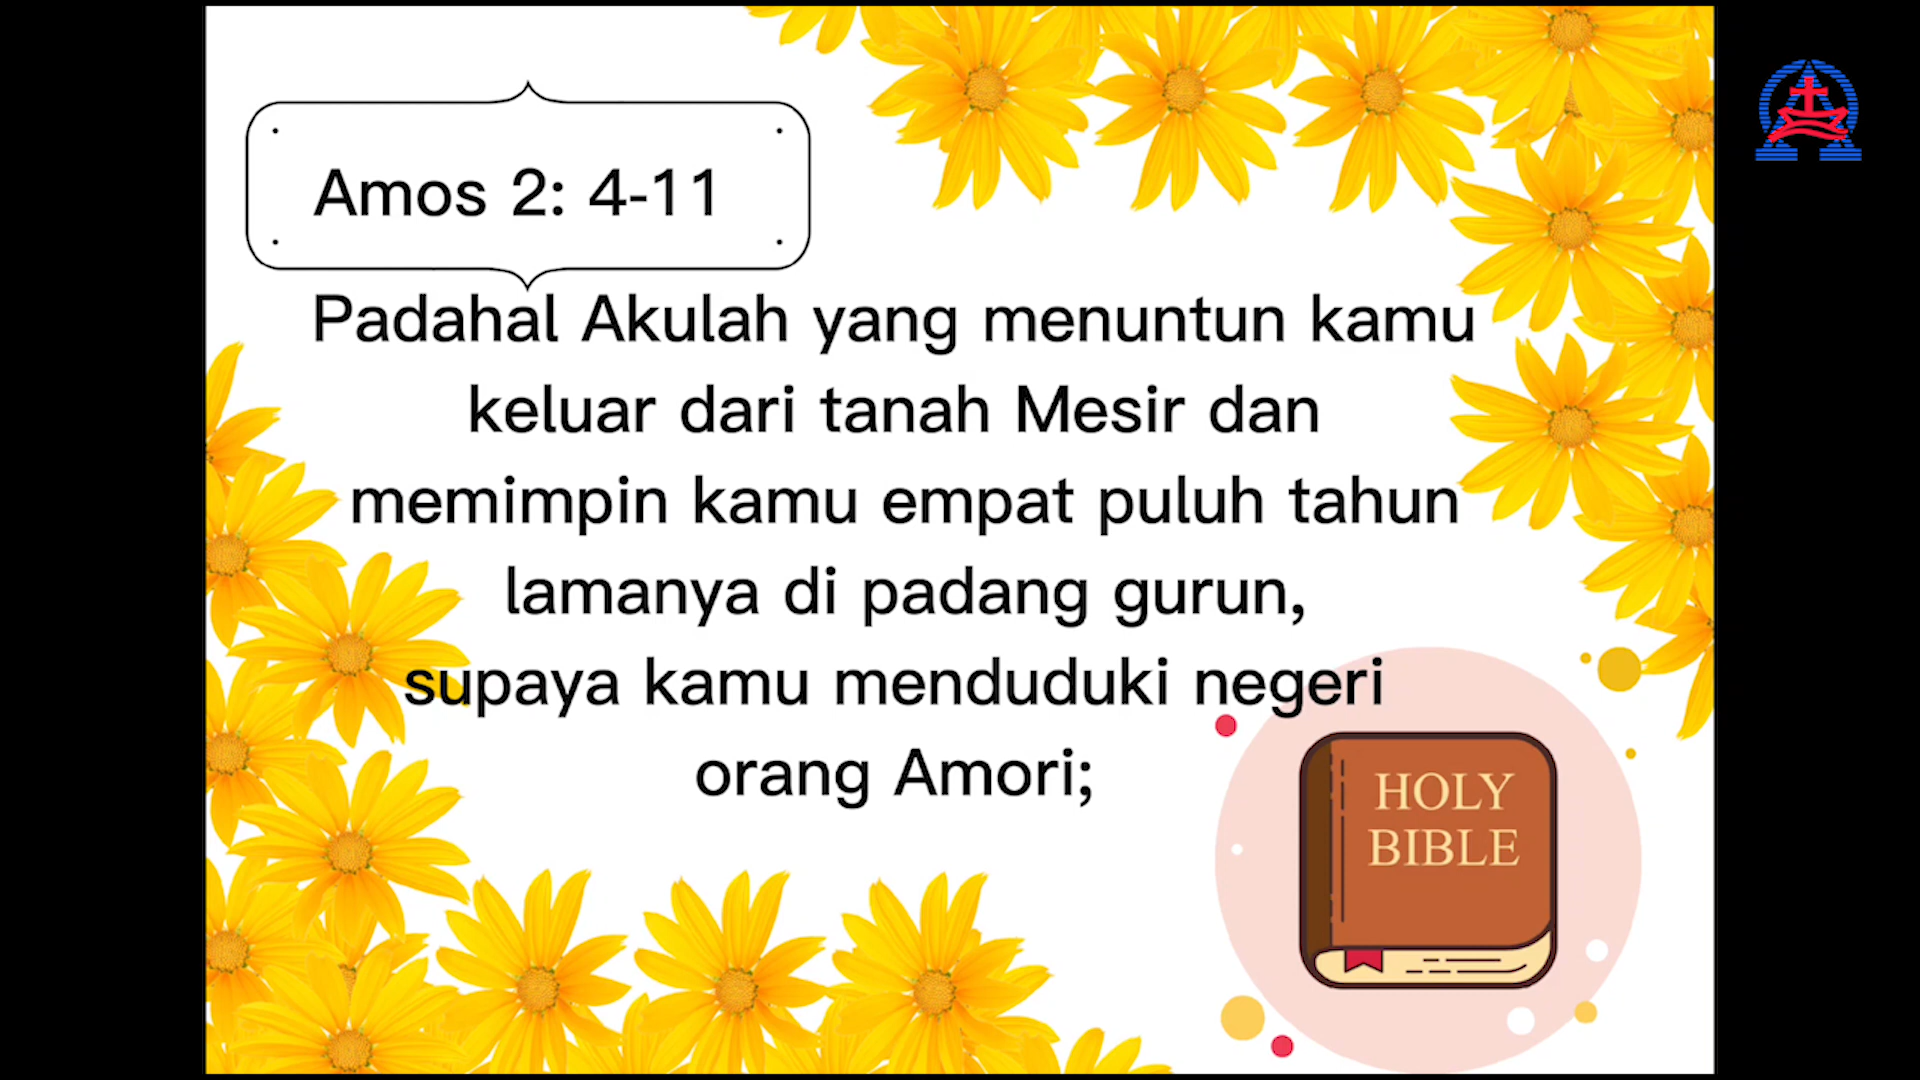 Amos 2: 4-11
Padahal Akulah yang menuntun kamu
keluar dari tanah Mesir dan
memimpin kamu empat puluh tahun
lamanya di padang gurun,
supaya kamu menduduki negeri
orang Amori;
HOLY
BIBLE